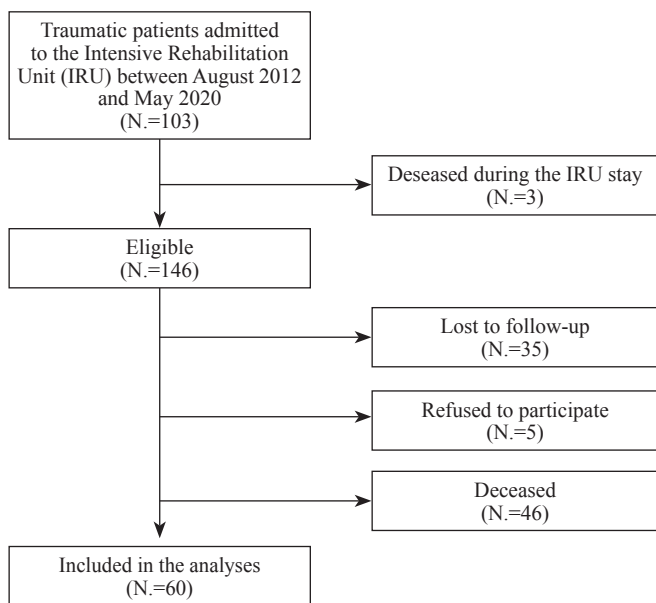 Traumatic patients admitted
to the Intensive Rehabilitation
Unit (IRU) between August 2012
and May 2020
(N.=103)
Deseased during the IRU stay
(N.=3)
Eligible
(N.=146)
Lost to follow-up
(N.=35)
Refused to participate
(N.=5)
Deceased
(N.=46)
Included in the analyses
(N.=60)